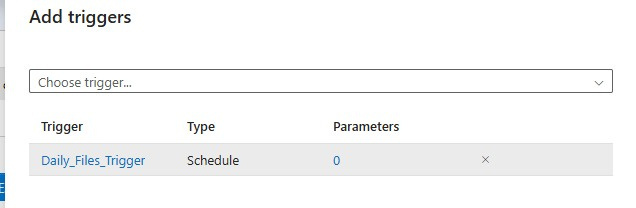 Add triggers
Choose trigger...
Trigger Type Parameters
Daily_Files_Trigger Schedule 0